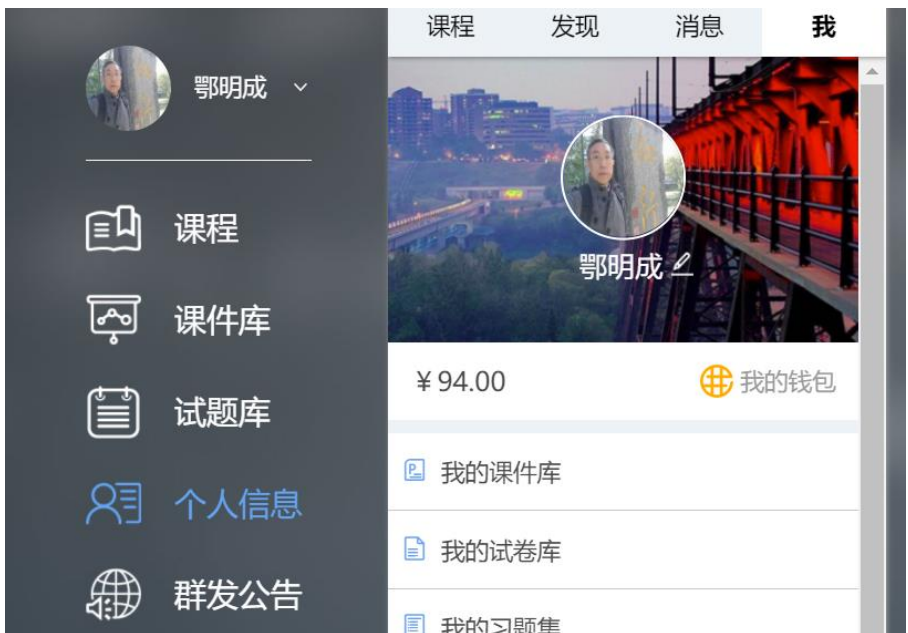 鄂明成
课程
课件库
试题库
个人信息
群发公告
课程 发现 消息 我
鄂明成
¥94.00 我的钱包
我的课件库
我的试卷库
我的习题集